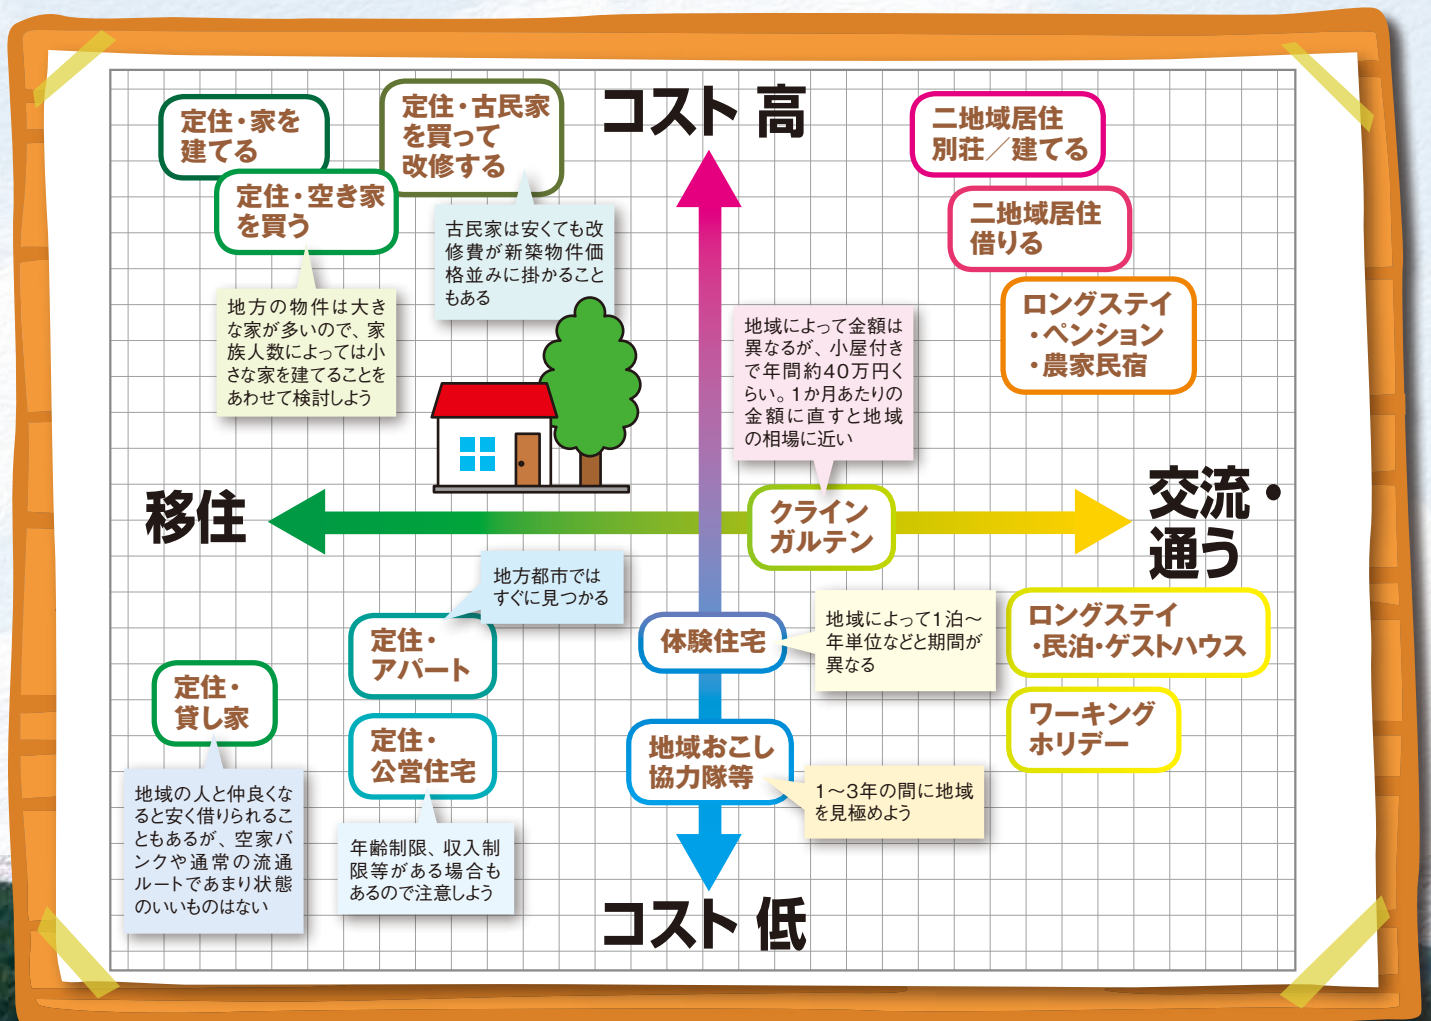 コスト 高
定住・家を
建てる
定住・古民家
を買って
改修する
定住・空き家
を買う
古民家は安くても改
修費が新築物件価
格並みに掛かること
もある
地方の物件は大き
な家が多いので、家
族人数によっては小
さな家を建てることを
あわせて検討しよう
二地域居住
別荘／建てる
二地域居住
借りる
ロングステイ
・ペンション
・農家民宿
地域によって金額は
異なるが、小屋付き
で年間約40万円く
らい。1か月あたりの
金額に直すと地域
の相場に近い
移住
クライン
ガルテン
交流・
通う
地方都市では
すぐに見つかる
定住・
アパート
定住・
貸し家
定住・
公営住宅
地域の人と仲良くな
ると安く借りられるこ
ともあるが、空家バ
ンクや通常の流通
ルートであまり状態
のいいものはない
年齢制限、収入制
限等がある場合も
あるので注意しよう
体験住宅
地域によって1泊〜
年単位などと期間が
異なる
地域おこし
協力隊等
1〜3年の間に地域
を見極めよう
ロングステイ
・民泊・ゲストハウス
ワーキング
ホリデー
コスト 低